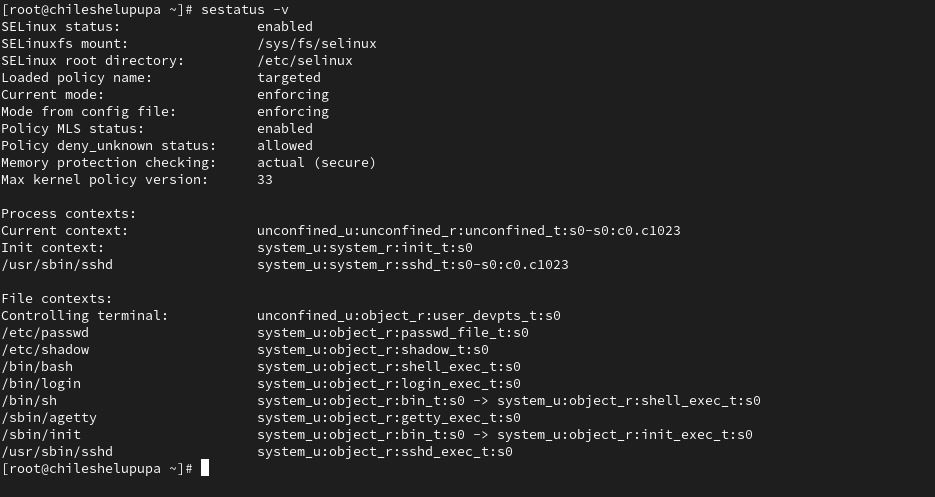 [root@chileshelupupa ~]# sestatus -v
SELinux status:                 enabled
SELinuxfs mount:                /sys/fs/selinux
SELinux root directory:         /etc/selinux
Loaded policy name:             targeted
Current mode:                   enforcing
Mode from config file:          enforcing
Policy MLS status:              enabled
Policy deny_unknown status:     allowed
Memory protection checking:     actual (secure)
Max kernel policy version:      33

Process contexts:
Current context:                unconfined_u:unconfined_r:unconfined_t:s0-s0:c0.c1023
Init context:                   system_u:system_r:init_t:s0
/usr/sbin/sshd                  system_u:system_r:sshd_t:s0-s0:c0.c1023

File contexts:
Controlling terminal:           unconfined_u:object_r:user_devpts_t:s0
/etc/passwd                     system_u:object_r:passwd_file_t:s0
/etc/shadow                     system_u:object_r:shadow_t:s0
/bin/bash                       system_u:object_r:shell_exec_t:s0
/bin/login                      system_u:object_r:login_exec_t:s0
/bin/sh                         system_u:object_r:bin_t:s0 -> system_u:object_r:shell_exec_t:s0
/sbin/agetty                    system_u:object_r:getty_exec_t:s0
/sbin/init                      system_u:object_r:bin_t:s0 -> system_u:object_r:init_exec_t:s0
/usr/sbin/sshd                  system_u:object_r:sshd_exec_t:s0
[root@chileshelupupa ~]#